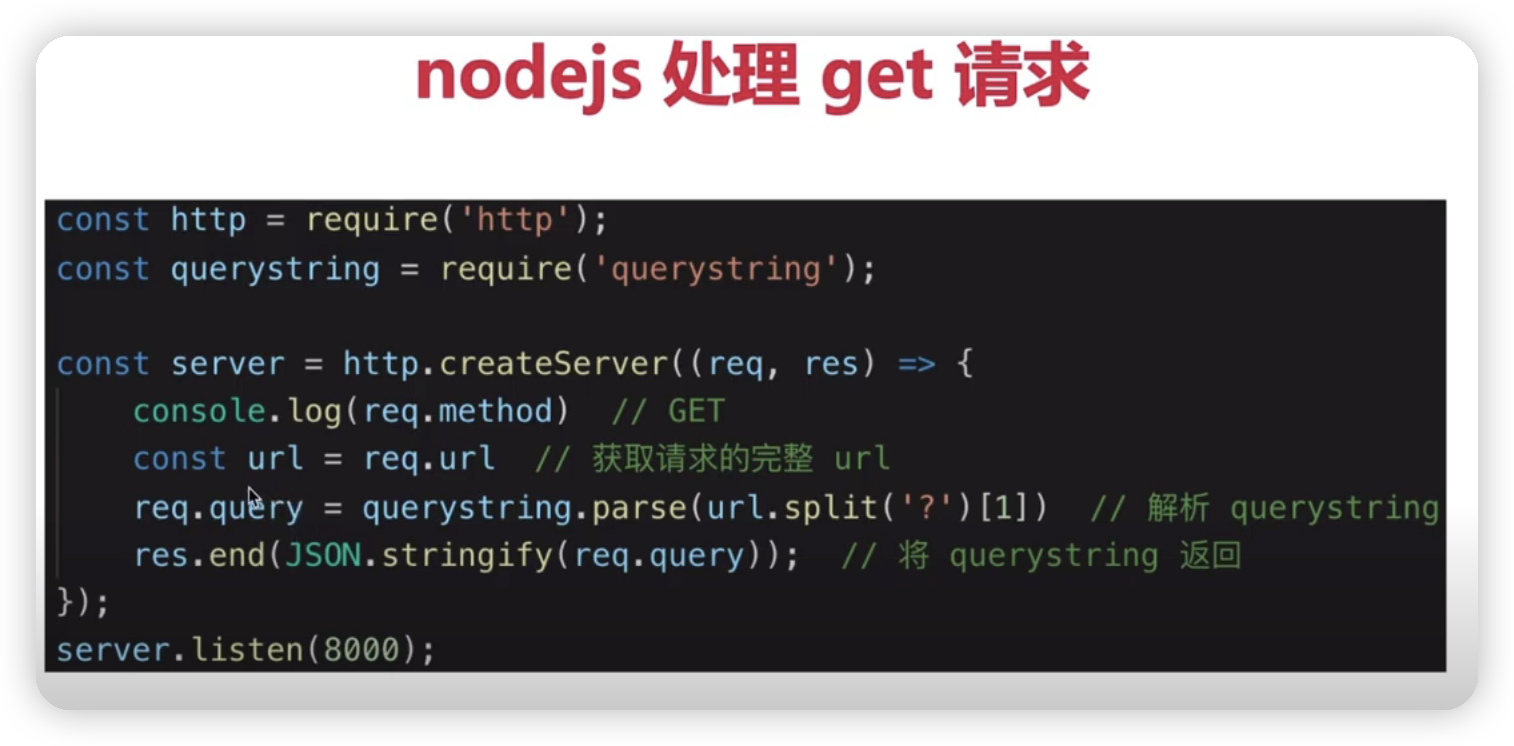 nodejs 处理 get 请求
const http = require('http');
const querystring = require('querystring');
const server = http.createServer((req, res) => {
console.log(req.method)  // GET
const url = req.url  // 获取请求的完整 url
req.query = querystring.parse(url.split('?')[1])  // 解析 querystring
res.end(JSON.stringify(req.query));  // 将 querystring 返回
});
server.listen(8000);